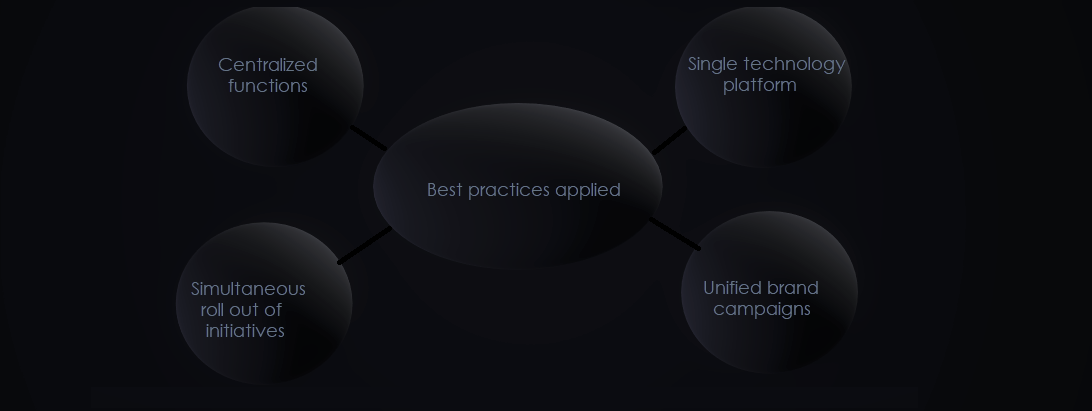 Centralized
functions
Single technology
platform
Best practices applied
Simultaneous
roll out of
initiatives
Unified brand
campaigns